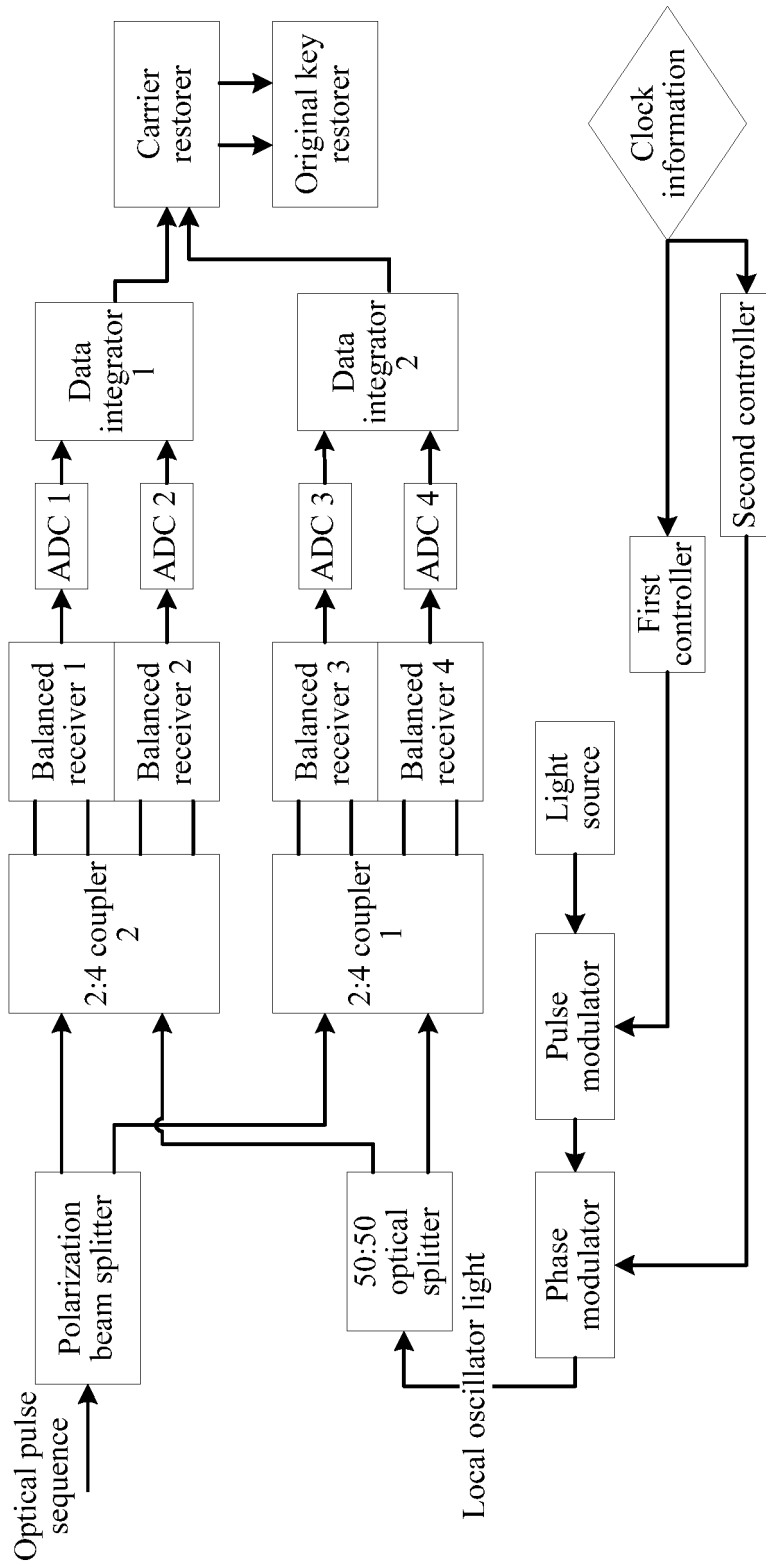 Optical pulse
sequence
Polarization
beam splitter
2:4 coupler
2
Balanced
receiver 1
Balanced
receiver 2
ADC 1
ADC 2
Data
integrator
1
Carrier
restorer
Original key
restorer
50:50
optical
splitter
2:4 coupler
1
Balanced
receiver 3
Balanced
receiver 4
ADC 3
ADC 4
Data
integrator
2
Local oscillator light
Phase
modulator
Pulse
modulator
Light
source
First
controller
Second controller
Clock
information